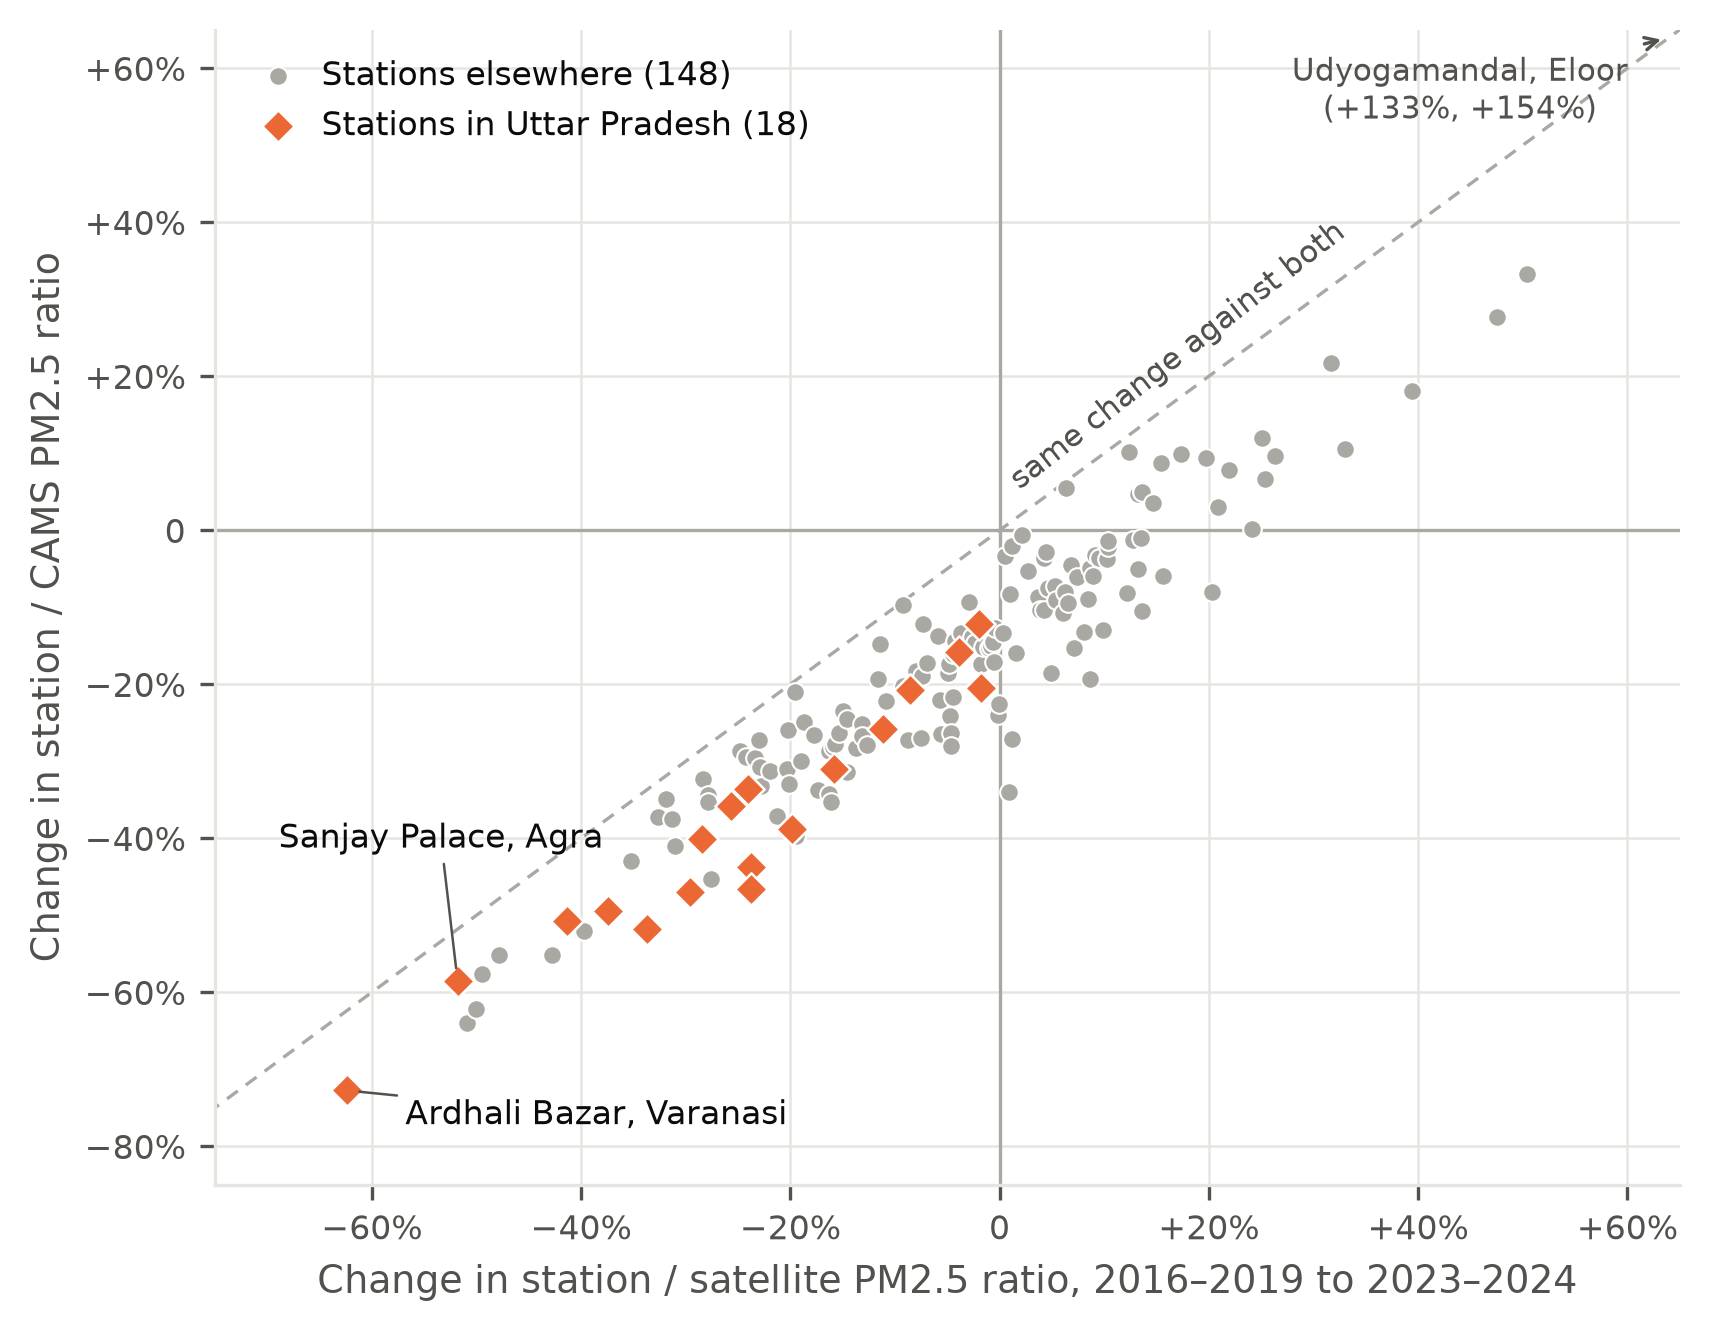 Stations elsewhere (148)
Stations in Uttar Pradesh (18)
Udyogamandal, Eloor
(+133%, +154%)
same change against both
Sanjay Palace, Agra
Ardhali Bazar, Varanasi
Change in station / CAMS PM2.5 ratio
+60%
+40%
+20%
0
−20%
−40%
−60%
−80%
−60%
−40%
−20%
0
+20%
+40%
+60%
Change in station / satellite PM2.5 ratio, 2016–2019 to 2023–2024